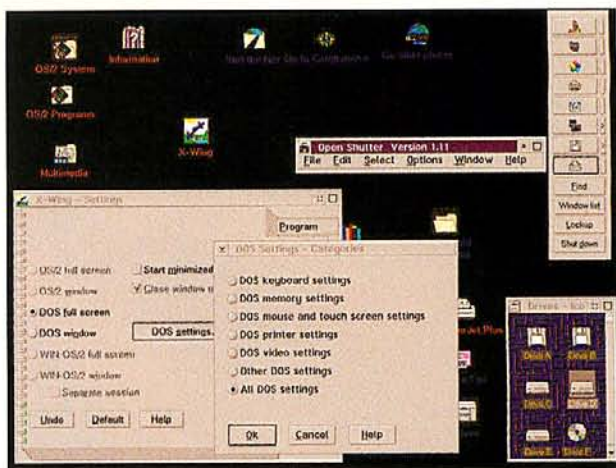 OS/2 System
Information
OS/2 Programs
X-Wing
Multimedia
Open Shutter Version 1.11
File Edit Select Options Window Help
Find
Window list
Lockup
Shut down
X-Wing - Settings
Program
OS/2 full screen
Start minimized
OS/2 window
Close window
DOS full screen
DOS window
DOS settings.
WIN-OS/2 full screen
WIN-OS/2 window
Separate session
Undo Default Help
DOS Settings - Categories
DOS keyboard settings
DOS memory settings
DOS mouse and touch screen settings
DOS printer settings
DOS video settings
Other DOS settings
All DOS settings
Ok Cancel Help
Drives - Ico
Drive A Drive B
Drive C Drive D
Drive E Drive F